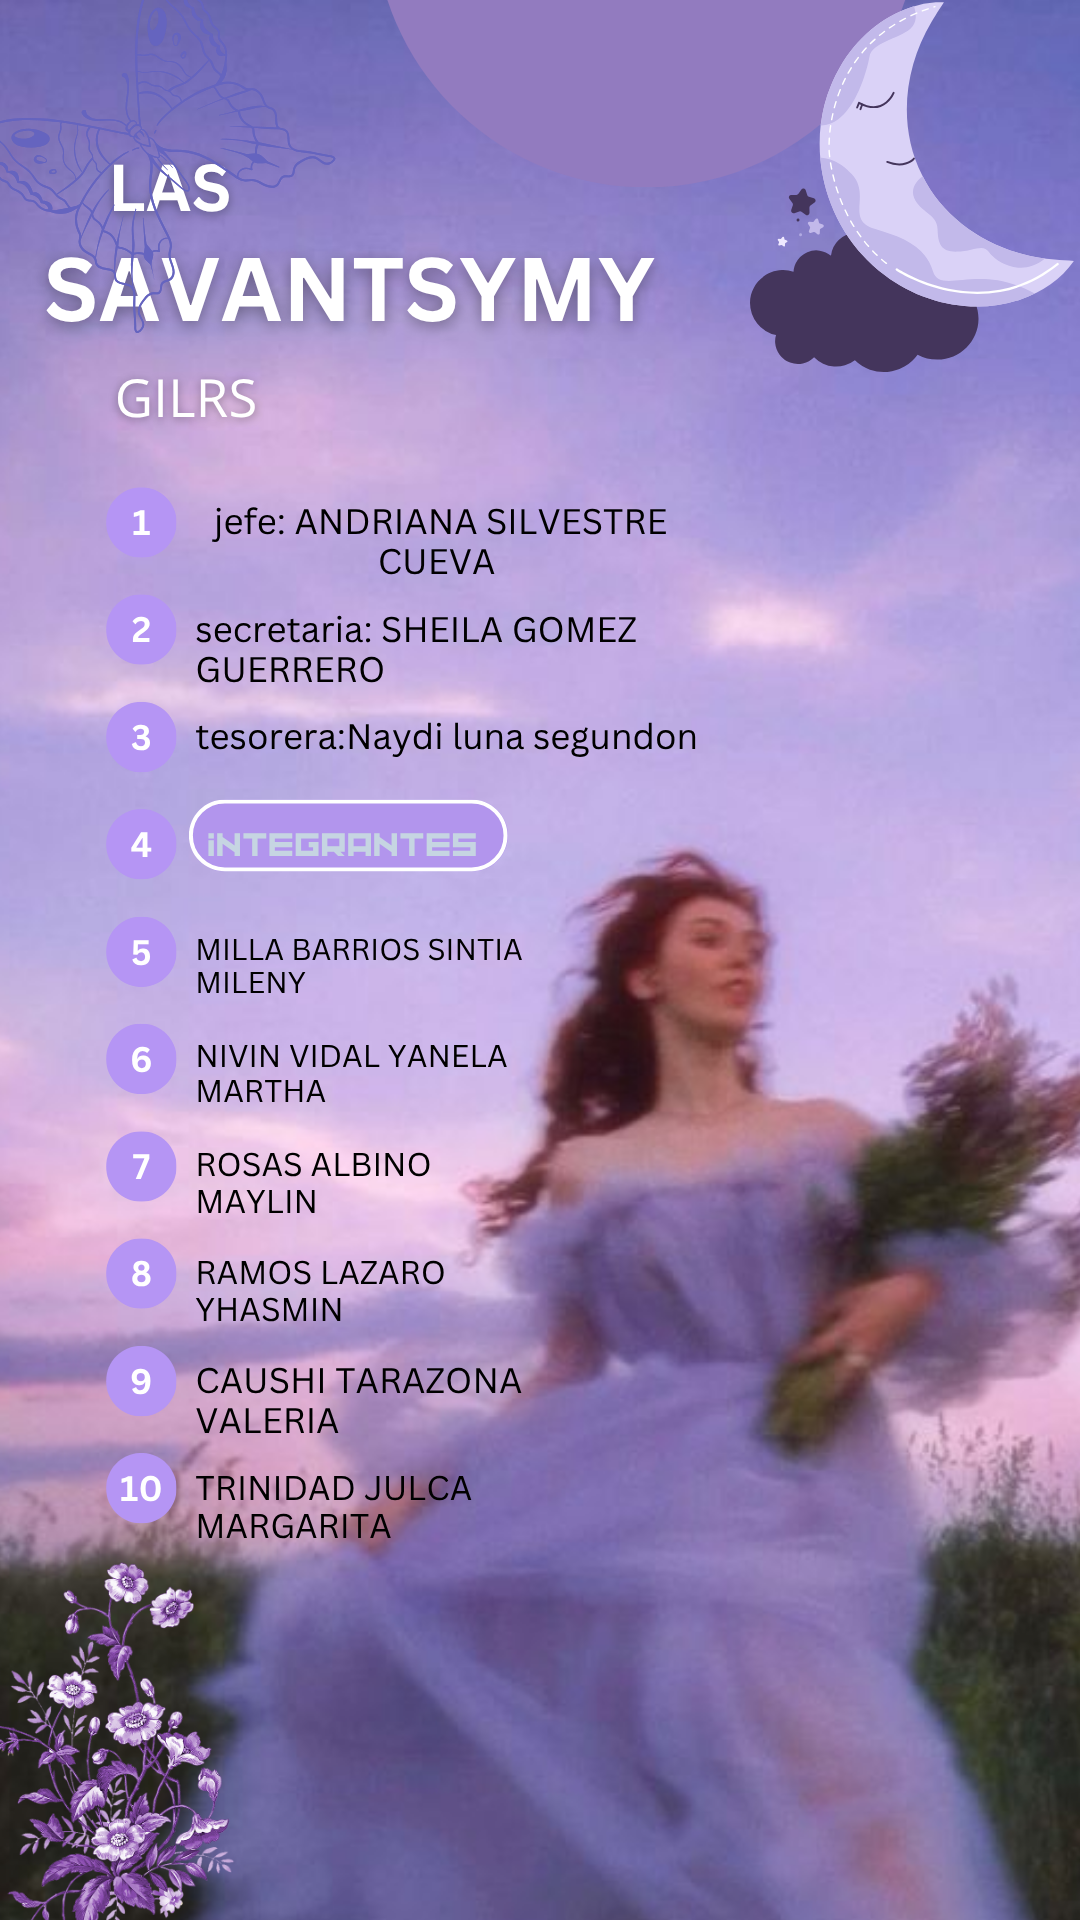 LAS
SAVANTSYMY
GILRS
1 jefe: ANDRIANA SILVESTRE
CUEVA
2 secretaria: SHEILA GOMEZ
GUERRERO
3 tesorera:Naydi luna segundon
4 iNTEGRANTES
5 MILLA BARRIOS SINTIA
MILENY
6 NIVIN VIDAL YANELA
MARTHA
7 ROSAS ALBINO
MAYLIN
8 RAMOS LAZARO
YHASMIN
9 CAUSHI TARAZONA
VALERIA
10 TRINIDAD JULCA
MARGARITA